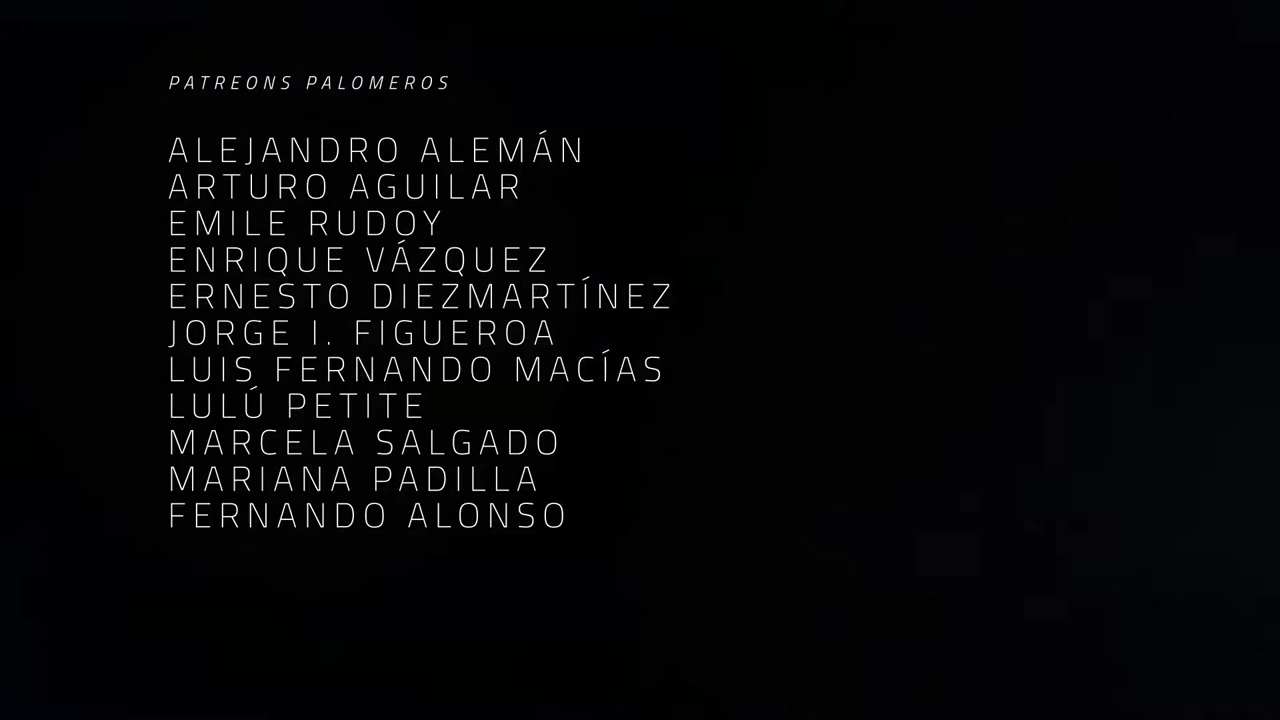 PATREONS PALOMEROS
ALEJANDRO ALEMÁN
ARTURO AGUILAR
EMILE RUDOY
ENRIQUE VÁZQUEZ
ERNESTO DIEZMARTÍNEZ
JORGE I. FIGUEROA
LUIS FERNANDO MACÍAS
LULÚ PETITE
MARCELA SALGADO
MARIANA PADILLA
FERNANDO ALONSO